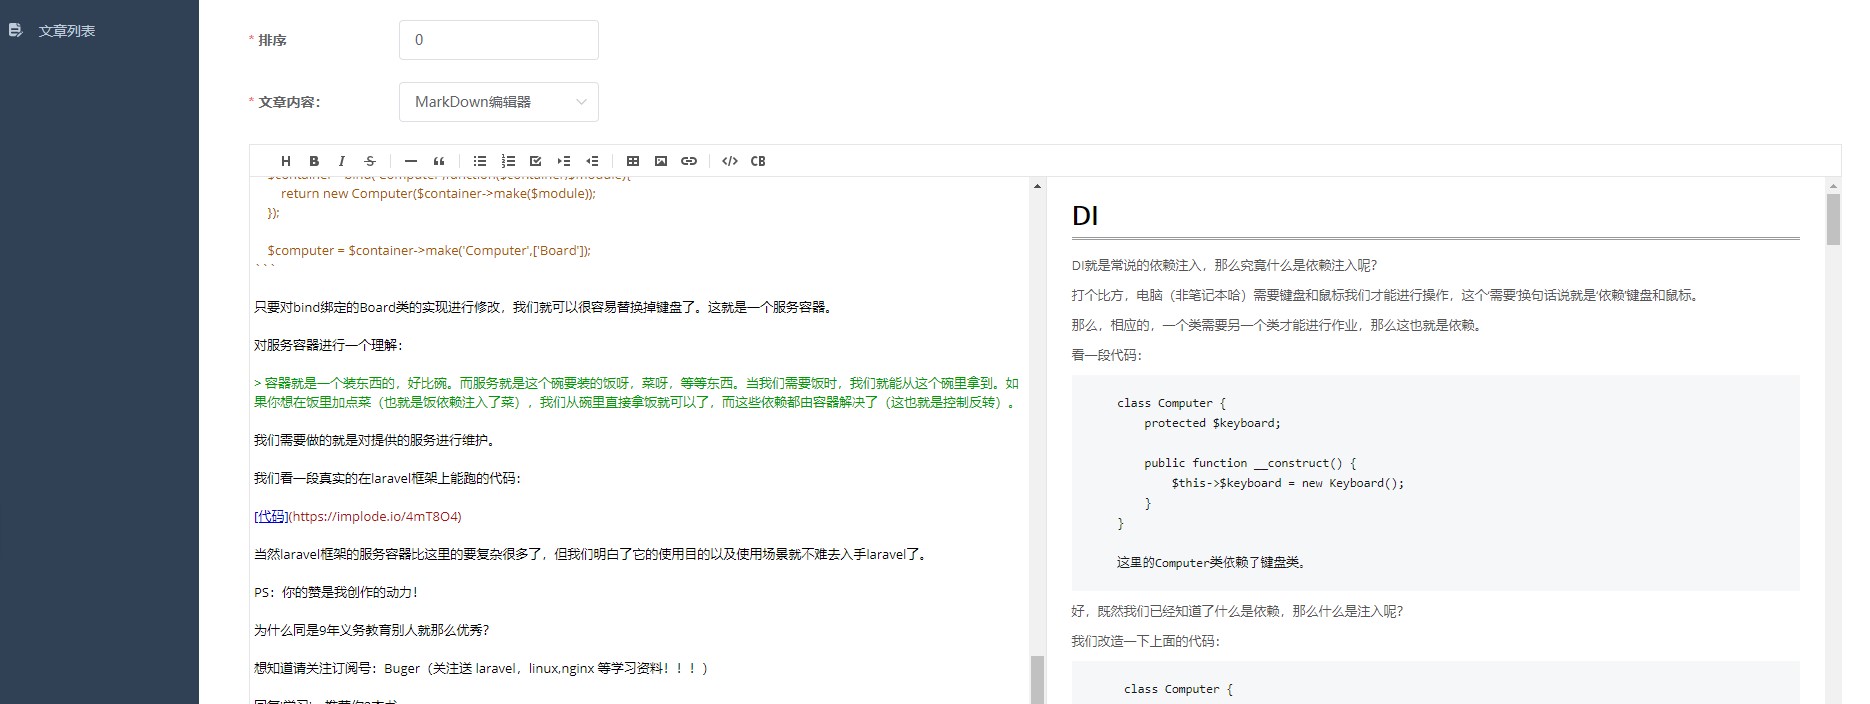 文章列表
* 排序
0
* 文章内容：
MarkDown编辑器
H B I S — “ </> CB
return new Computer($container->make($module));
});
$computer = $container->make('Computer',['Board']);
```
只要对bind绑定的Board类的实现进行修改，我们就可以很容易替换掉键盘了。这就是一个服务容器。
对服务容器进行一个理解：
> 容器就是一个装东西的，好比碗。而服务就是这个碗要装的饭呀，菜呀，等等东西。当我们需要饭时，我们就能从这个碗里拿到。如
果你想在饭里加点菜（也就是饭依赖注入了菜），我们从碗里直接拿饭就可以了，而这些依赖都由容器解决了（这也就是控制反转）。
我们需要做的就是对提供的服务进行维护。
我们看一段真实的在laravel框架上能跑的代码：
[代码](https://implode.io/4mT8O4)
当然laravel框架的服务容器比这里的要复杂很多了，但我们明白了它的使用目的以及使用场景就不难去入手laravel了。
PS：你的赞是我创作的动力！
为什么同是9年义务教育别人就那么优秀？
想知道请关注订阅号：Buger（关注送 laravel，linux,nginx 等学习资料！！！）
DI
DI就是常说的依赖注入，那么究竟什么是依赖注入呢？
打个比方，电脑（非笔记本哈）需要键盘和鼠标我们才能进行操作，这个‘需要’换句话说就是‘依赖’键盘和鼠标。
那么，相应的，一个类需要另一个类才能进行作业，那么这也就是依赖。
看一段代码：
class Computer {
protected $keyboard;
public function __construct() {
$this->$keyboard = new Keyboard();
}
}
这里的Computer类依赖了键盘类。
好，既然我们已经知道了什么是依赖，那么什么是注入呢？
我们改造一下上面的代码：
class Computer {